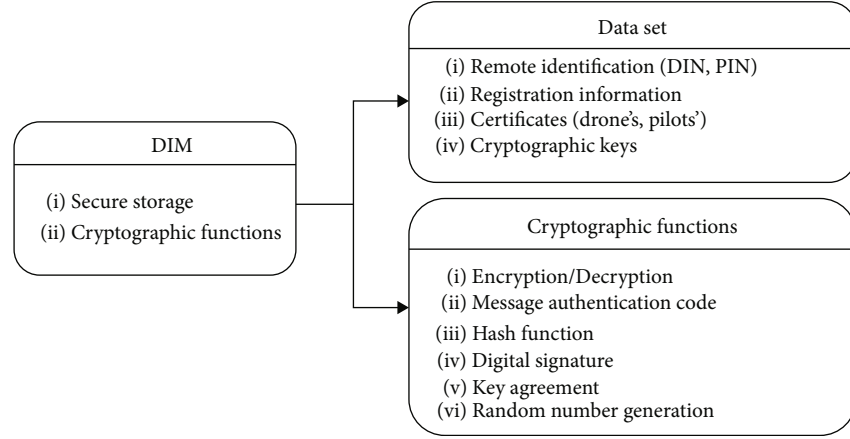 DIM
(i) Secure storage
(ii) Cryptographic functions
Data set
(i) Remote identification (DIN, PIN)
(ii) Registration information
(iii) Certificates (drone's, pilots')
(iv) Cryptographic keys
Cryptographic functions
(i) Encryption/Decryption
(ii) Message authentication code
(iii) Hash function
(iv) Digital signature
(v) Key agreement
(vi) Random number generation